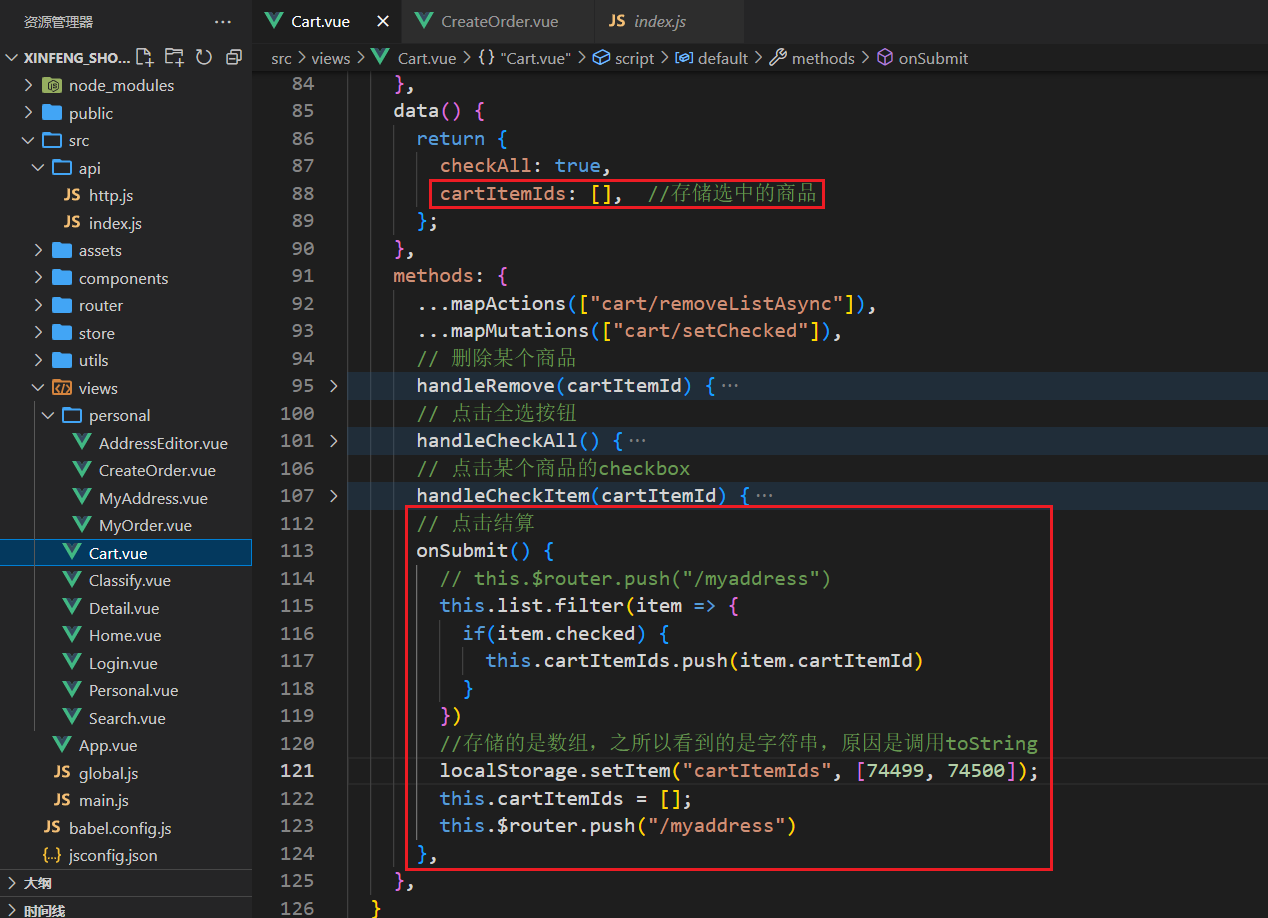 资源管理器
XINFENG_SHO...
node_modules
public
src
api
JS http.js
JS index.js
assets
components
router
store
utils
views
personal
AddressEditor.vue
CreateOrder.vue
MyAddress.vue
MyOrder.vue
Cart.vue
Classify.vue
Detail.vue
Home.vue
Login.vue
Personal.vue
Search.vue
App.vue
JS global.js
JS main.js
JS babel.config.js
{..} jsconfig.json
大纲
时间线
Cart.vue CreateOrder.vue JS index.js
src > views > Cart.vue > {} "Cart.vue" > script > default > methods > onSubmit
84 },
85 data() {
86 return {
87 checkAll: true,
88 cartItemIds: [], //存储选中的商品
89 };
90 },
91 methods: {
92 ...mapActions(["cart/removeListAsync"]),
93 ...mapMutations(["cart/setChecked"]),
94 // 删除某个商品
95 handleRemove(cartItemId) { ...
100 // 点击全选按钮
101 handleCheckAll() { ...
106 // 点击某个商品的checkbox
107 handleCheckItem(cartItemId) { ...
112 // 点击结算
113 onSubmit() {
114 // this.$router.push("/myaddress")
115 this.list.filter(item => {
116 if(item.checked) {
117 this.cartItemIds.push(item.cartItemId)
118 }
119 })
120 //存储的是数组，之所以看到的是字符串，原因是调用toString
121 localStorage.setItem("cartItemIds", [74499, 74500]);
122 this.cartItemIds = [];
123 this.$router.push("/myaddress")
124 },
125 },
126 }